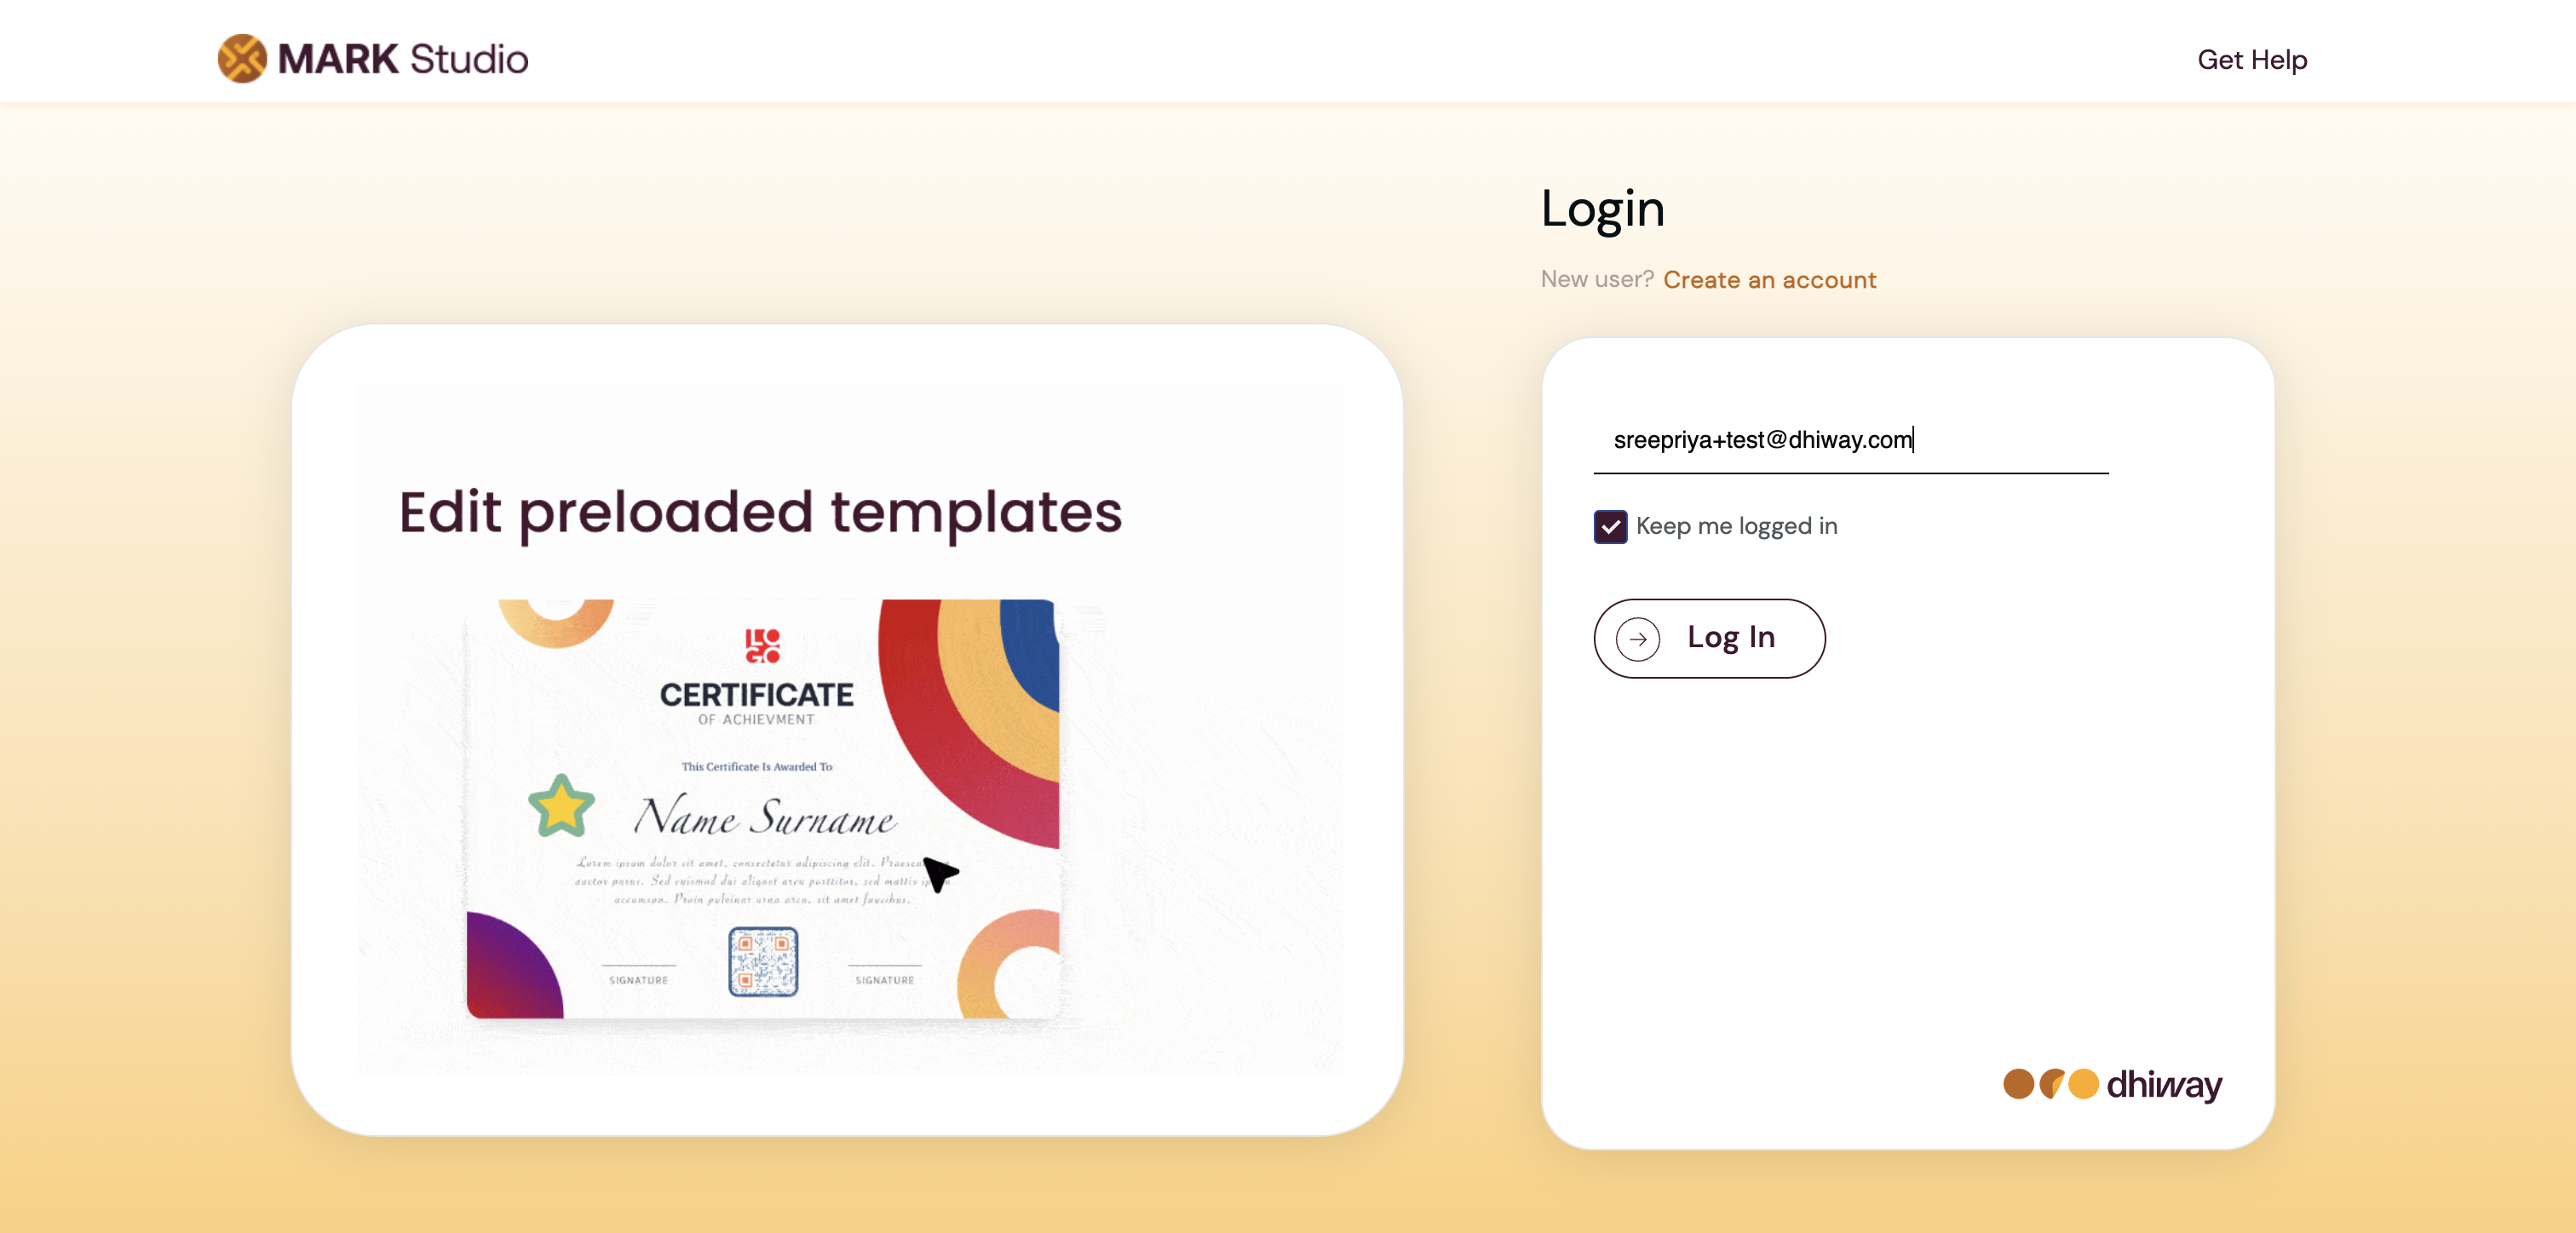 MARK Studio
Get Help
Login
New user? Create an account
Edit preloaded templates
LOGO
CERTIFICATE
OF ACHIEVMENT
This Certificate Is Awarded To
Name Surname
Lorem ipsum dolor sit amet, consectetur adipiscing elit.
auctor purus. Sed euismod dui aliquet arcu porttitor, sed mattis
accumsan. Proin pulvinar urna arcu, sit amet faucibus.
SIGNATURE
SIGNATURE
sreepriya+test@dhiway.com
Keep me logged in
Log In
dhiway